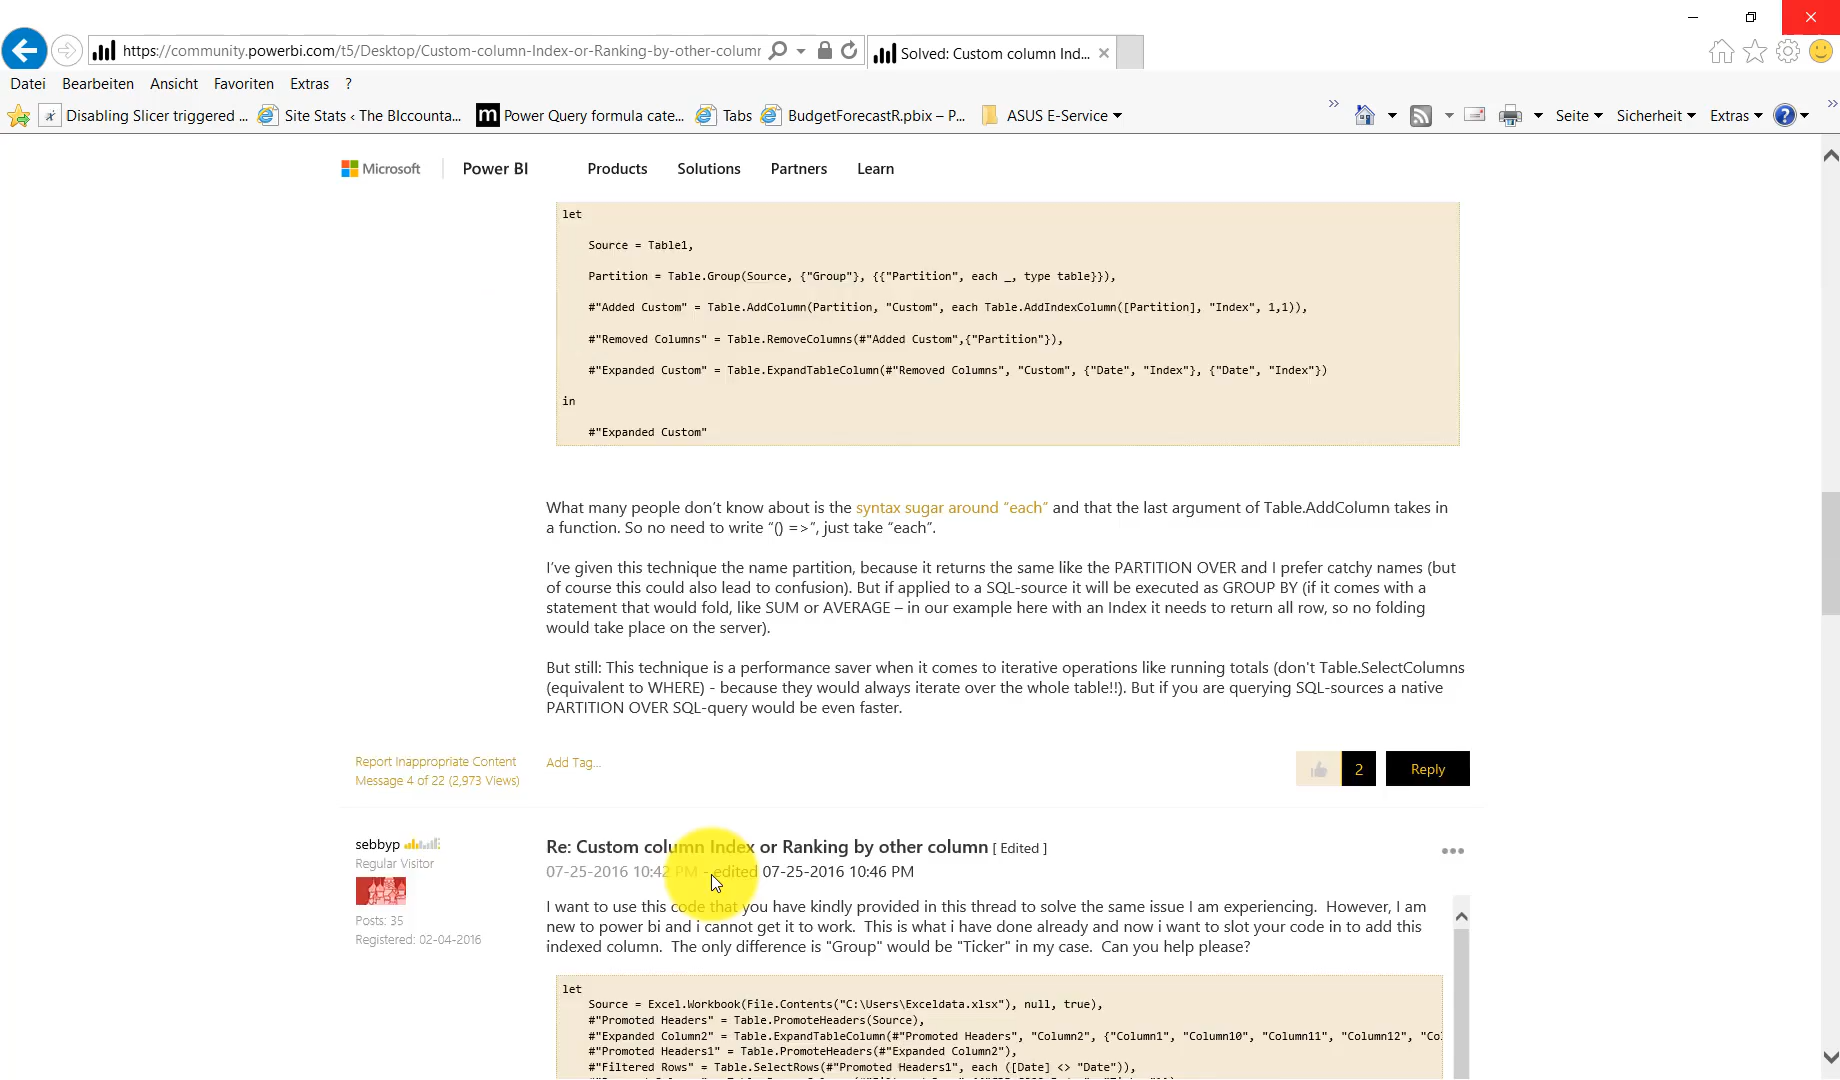 https://community.powerbi.com/t5/Desktop/Custom-column-Index-or-Ranking-by-other-column
Solved: Custom column Ind...
Datei Bearbeiten Ansicht Favoriten Extras ?
Disabling Slicer triggered ... Site Stats ‹ The BIccounta... m Power Query formula cate... Tabs BudgetForecastR.pbix – P... ASUS E-Service Seite Sicherheit Extras
Microsoft Power BI Products Solutions Partners Learn
let
Source = Table1,
Partition = Table.Group(Source, {"Group"}, {{"Partition", each _, type table}}),
#"Added Custom" = Table.AddColumn(Partition, "Custom", each Table.AddIndexColumn([Partition], "Index", 1,1)),
#"Removed Columns" = Table.RemoveColumns(#"Added Custom",{"Partition"}),
#"Expanded Custom" = Table.ExpandTableColumn(#"Removed Columns", "Custom", {"Date", "Index"}, {"Date", "Index"})
in
#"Expanded Custom"
What many people don’t know about is the syntax sugar around “each” and that the last argument of Table.AddColumn takes in
a function. So no need to write “() =>”, just take “each”.
I’ve given this technique the name partition, because it returns the same like the PARTITION OVER and I prefer catchy names (but
of course this could also lead to confusion). But if applied to a SQL-source it will be executed as GROUP BY (if it comes with a
statement that would fold, like SUM or AVERAGE – in our example here with an Index it needs to return all row, so no folding
would take place on the server).
But still: This technique is a performance saver when it comes to iterative operations like running totals (don't Table.SelectColumns
(equivalent to WHERE) - because they would always iterate over the whole table!!). But if you are querying SQL-sources a native
PARTITION OVER SQL-query would be even faster.
Report Inappropriate Content Add Tag...
Message 4 of 22 (2,973 Views)
2 Reply
sebbyp Re: Custom column Index or Ranking by other column [ Edited ]
Regular Visitor
07-25-2016 10:42 PM - edited 07-25-2016 10:46 PM
Posts: 35
Registered: 02-04-2016
I want to use this code that you have kindly provided in this thread to solve the same issue I am experiencing. However, I am
new to power bi and i cannot get it to work. This is what i have done already and now i want to slot your code in to add this
indexed column. The only difference is "Group" would be "Ticker" in my case. Can you help please?
let
Source = Excel.Workbook(File.Contents("C:\Users\Exceldata.xlsx"), null, true),
#"Promoted Headers" = Table.PromoteHeaders(Source),
#"Expanded Column2" = Table.ExpandTableColumn(#"Promoted Headers", "Column2", {"Column1", "Column10", "Column11", "Column12", "Co
#"Promoted Headers1" = Table.PromoteHeaders(#"Expanded Column2"),
#"Filtered Rows" = Table.SelectRows(#"Promoted Headers1", each ([Date] <> "Date")),